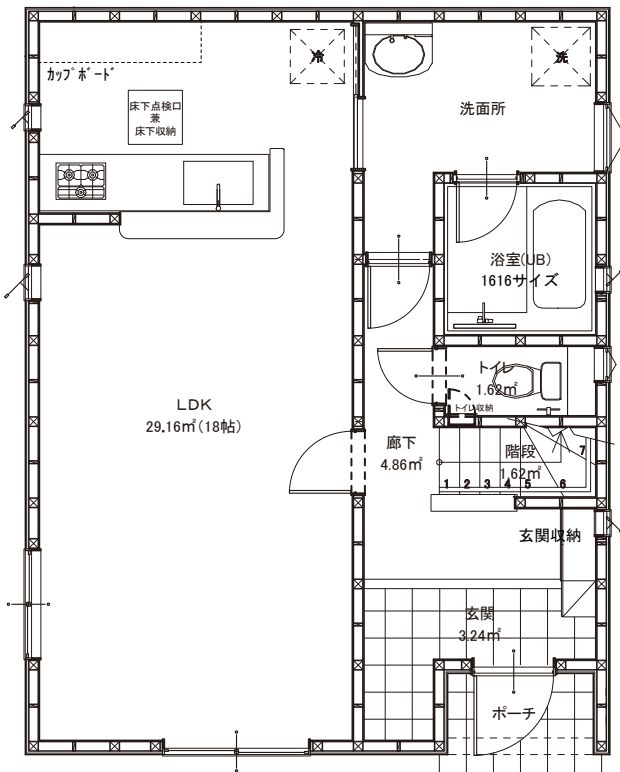 冷
洗
カップボード
床下点検口
兼
床下収納
洗面所
浴室(UB)
1616サイズ
トイレ
1.62㎡
トイレ収納
LDK
29.16㎡(18帖)
廊下
4.86㎡
階段
1.62㎡
7
1 2 3 4 5 6
玄関収納
玄関
3.24㎡
ポーチ